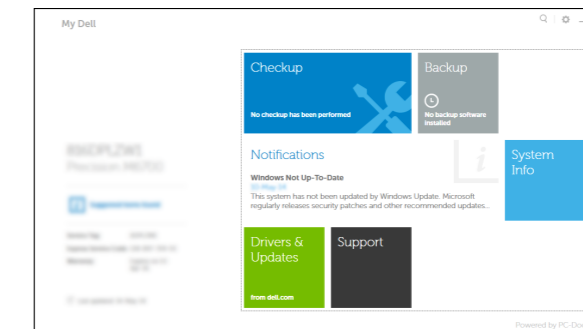 My Dell
Checkup
No checkup has been performed
Backup
No backup software
installed
Notifications
Windows Not Up-To-Date
This system has not been updated by Windows Update. Microsoft
regularly releases security patches and other recommended updates...
System
Info
Drivers &
Updates
from dell.com
Support
Powered by PC-Doc